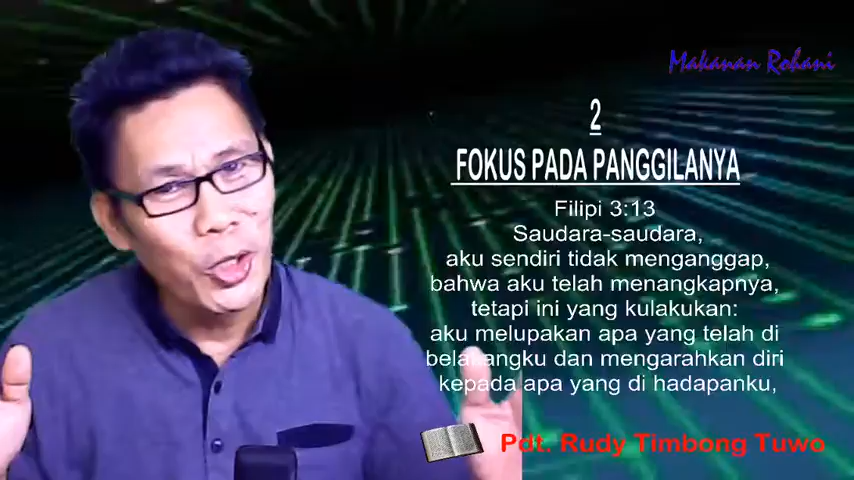 Makanan Rohani
2
FOKUS PADA PANGGILANYA
Filipi 3:13
Saudara-saudara,
aku sendiri tidak menganggap,
bahwa aku telah menangkapnya,
tetapi ini yang kulakukan:
aku melupakan apa yang telah di
belakangku dan mengarahkan diri
kepada apa yang di hadapanku,
Pdt. Rudy Timbong Tuwo